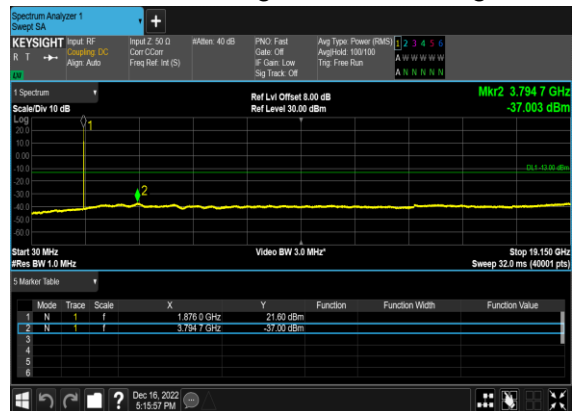 Spectrum Analyzer 1
Swept SA
+
KEYSIGHT Input: RF Input Z: 50 Ω #Atten: 40 dB PNO: Fast Avg Type: Power (RMS) 1 2 3 4 5 6
R T Coupling: DC Corr CCorr Gate: Off Avg|Hold: 100/100 A W W W W W
Align: Auto Freq Ref: Int (S) IF Gain: Low Trig: Free Run
LW Sig Track: Off A N N N N N
1 Spectrum Ref Lvl Offset 8.00 dB Mkr2 3.794 7 GHz
Scale/Div 10 dB Ref Level 30.00 dBm -37.003 dBm
Log
20.0
10.0
0.00
-10.0
-20.0
-30.0
-40.0
-50.0
-60.0
1
2
DL1 -13.00 dBm
Start 30 MHz Video BW 3.0 MHz* Stop 19.150 GHz
#Res BW 1.0 MHz Sweep 32.0 ms (40001 pts)
5 Marker Table
Mode Trace Scale X Y Function Function Width Function Value
1 N 1 f 1.876 0 GHz 21.60 dBm
2 N 1 f 3.794 7 GHz -37.00 dBm
3
4
5
6
? Dec 16, 2022
5:15:57 PM